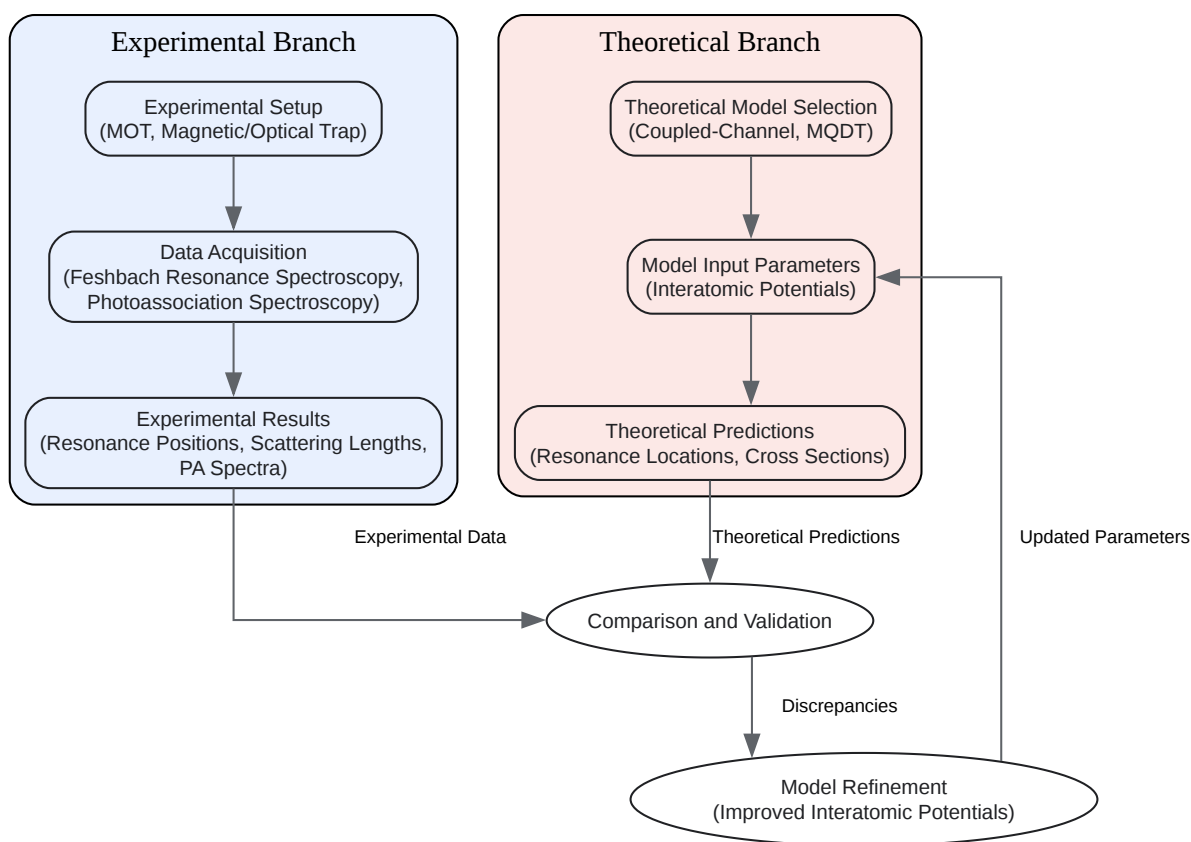 Experimental Branch
Experimental Setup
(MOT, Magnetic/Optical Trap)
Data Acquisition
(Feshbach Resonance Spectroscopy,
Photoassociation Spectroscopy)
Experimental Results
(Resonance Positions, Scattering Lengths,
PA Spectra)
Theoretical Branch
Theoretical Model Selection
(Coupled-Channel, MQDT)
Model Input Parameters
(Interatomic Potentials)
Theoretical Predictions
(Resonance Locations, Cross Sections)
Experimental Data
Theoretical Predictions
Updated Parameters
Comparison and Validation
Discrepancies
Model Refinement
(Improved Interatomic Potentials)